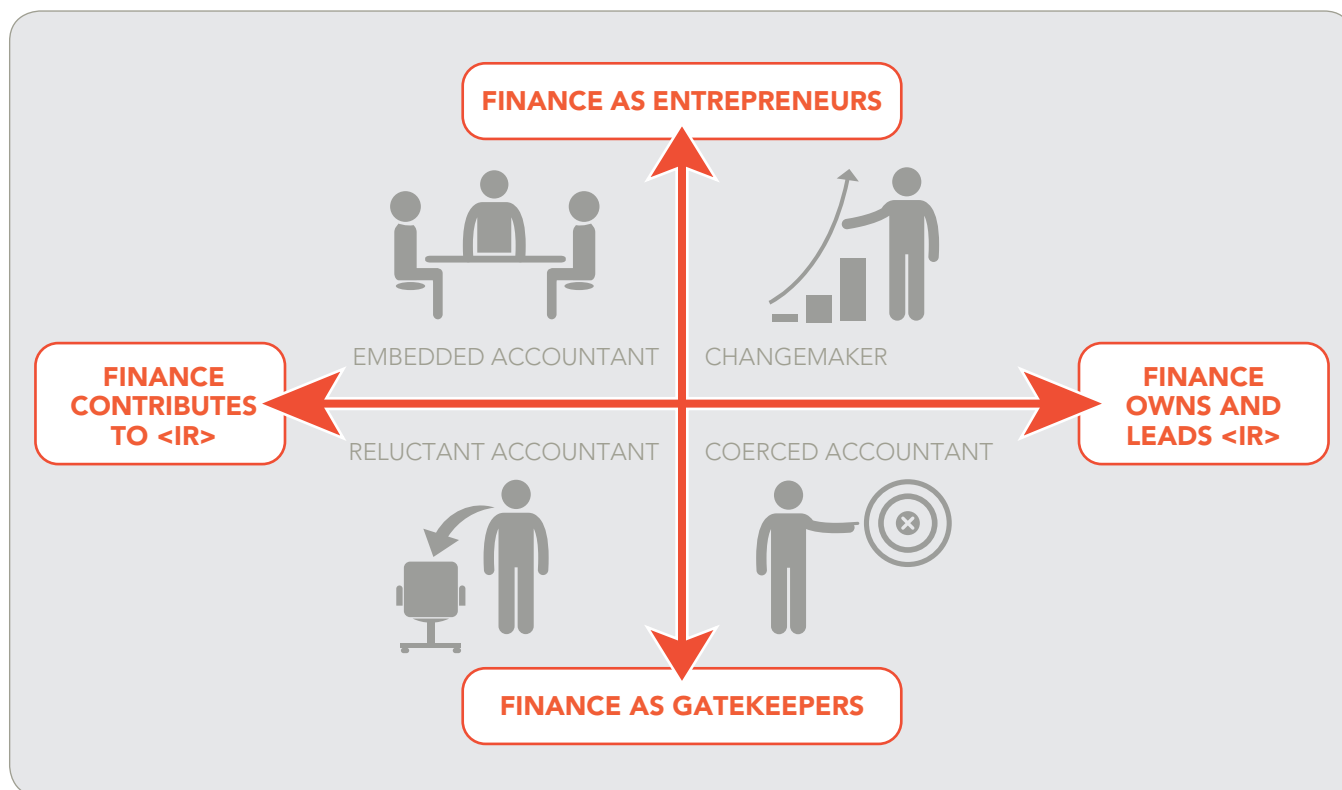 FINANCE AS ENTREPRENEURS
EMBEDDED ACCOUNTANT
CHANGEMAKER
FINANCE
CONTRIBUTES
TO <IR>
FINANCE
OWNS AND
LEADS <IR>
RELUCTANT ACCOUNTANT
COERCED ACCOUNTANT
FINANCE AS GATEKEEPERS